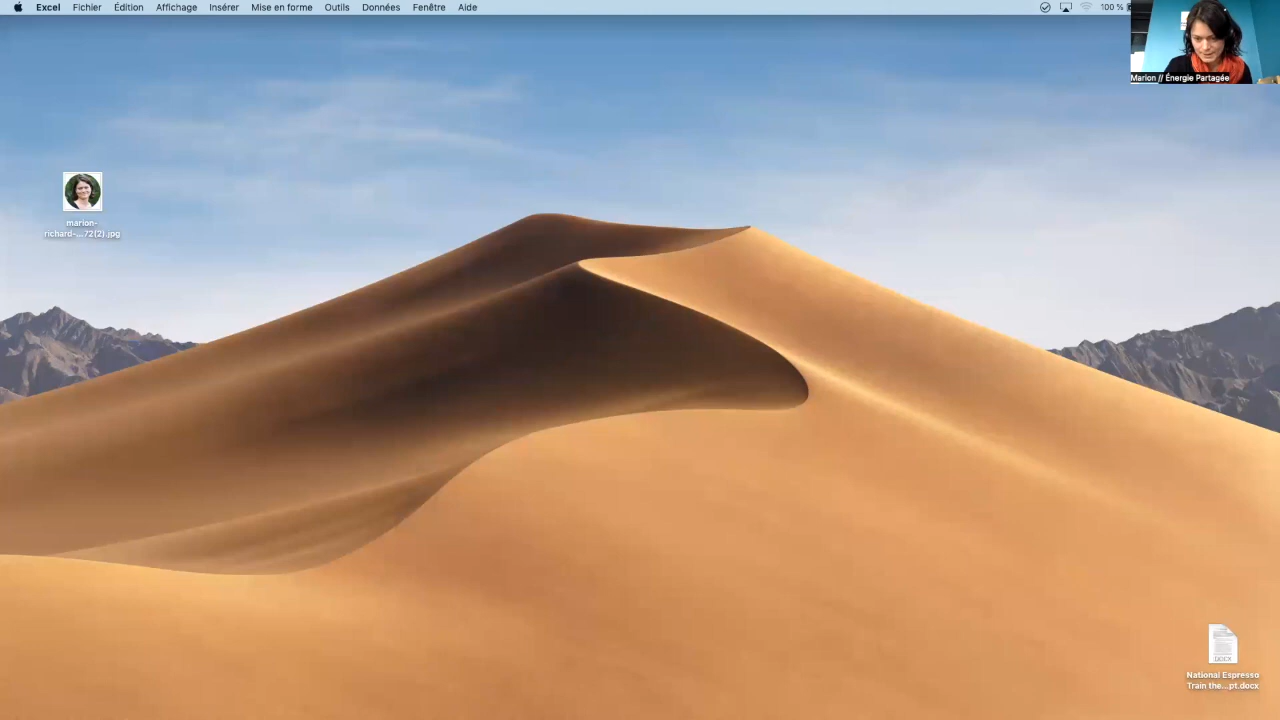 Excel Fichier Édition Affichage Insérer Mise en forme Outils Données Fenêtre Aide
100 %
Marion // Énergie Partagée
marion-
richard-...72(2).jpg
DOCX
National Espresso
Train the...pt.docx